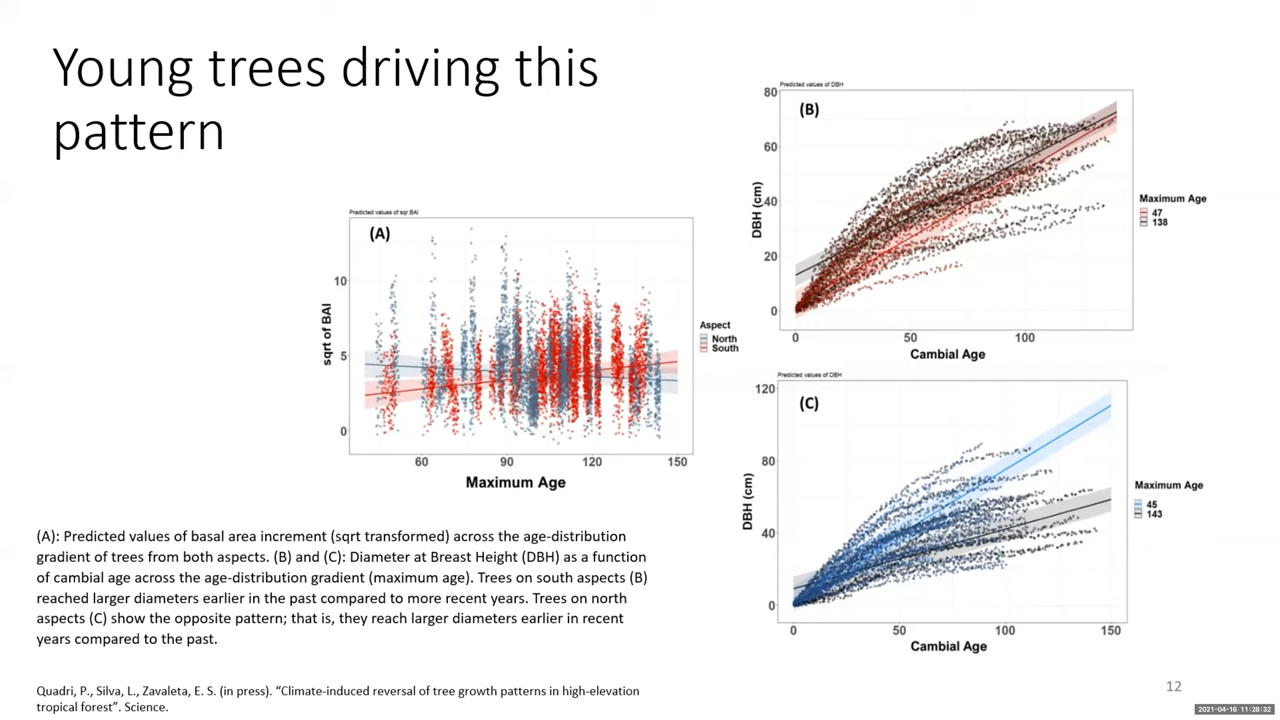 Young trees driving this
pattern
Predicted values of sqr.BAI
(A)
sqrt of BAI
10
5
0
60
90
120
150
Maximum Age
Aspect
North
South
Predicted values of DBH
(B)
DBH (cm)
80
60
40
20
0
0
50
100
Cambial Age
Maximum Age
47
138
Predicted values of DBH
(C)
DBH (cm)
120
80
40
0
0
50
100
150
Cambial Age
Maximum Age
45
143
(A): Predicted values of basal area increment (sqrt transformed) across the age-distribution
gradient of trees from both aspects. (B) and (C): Diameter at Breast Height (DBH) as a function
of cambial age across the age-distribution gradient (maximum age). Trees on south aspects (B)
reached larger diameters earlier in the past compared to more recent years. Trees on north
aspects (C) show the opposite pattern; that is, they reach larger diameters earlier in recent
years compared to the past.
Quadri, P., Silva, L., Zavaleta, E. S. (in press). “Climate-induced reversal of tree growth patterns in high-elevation
tropical forest”. Science.
12
2021-04-16 11:28:32